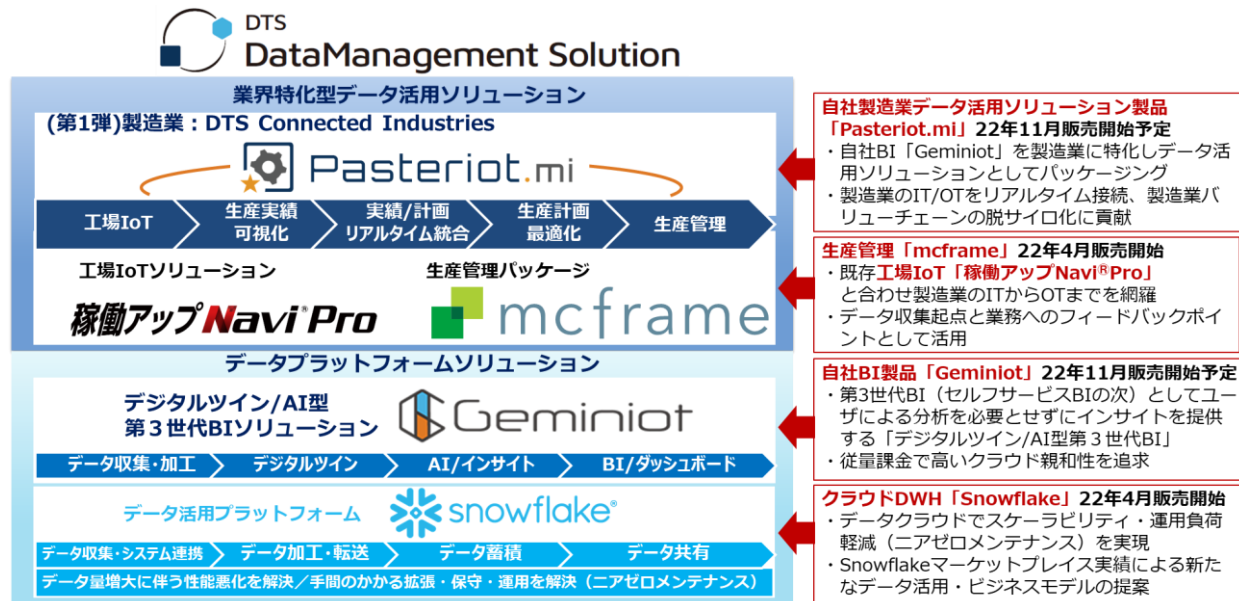 DTS
DataManagement Solution
業界特化型データ活用ソリューション
(第1弾)製造業：DTS Connected Industries
Pasteriot.mi
工場IoT
生産実績
可視化
実績/計画
リアルタイム統合
生産計画
最適化
生産管理
工場IoTソリューション
生産管理パッケージ
稼働アップNavi®Pro
mcframe
データプラットフォームソリューション
デジタルツイン/AI型
第３世代BIソリューション
Geminiot
データ収集・加工
デジタルツイン
AI/インサイト
BI/ダッシュボード
データ活用プラットフォーム
snowflake®
データ収集・システム連携
データ加工・転送
データ蓄積
データ共有
データ量増大に伴う性能悪化を解決／手間のかかる拡張・保守・運用を解決（ニアゼロメンテナンス）
自社製造業データ活用ソリューション製品
「Pasteriot.mi」22年11月販売開始予定
・自社BI「Geminiot」を製造業に特化しデータ活
用ソリューションとしてパッケージング
・製造業のIT/OTをリアルタイム接続、製造業バ
リューチェーンの脱サイロ化に貢献
生産管理「mcframe」22年4月販売開始
・既存工場IoT「稼働アップNavi®Pro」
と合わせ製造業のITからOTまでを網羅
・データ収集起点と業務へのフィードバックポイ
ントとして活用
自社BI製品「Geminiot」22年11月販売開始予定
・第3世代BI（セルフサービスBIの次）としてユー
ザによる分析を必要とせずにインサイトを提供
する「デジタルツイン/AI型第３世代BI」
・従量課金で高いクラウド親和性を追求
クラウドDWH「Snowflake」22年4月販売開始
・データクラウドでスケーラビリティ・運用負荷
軽減（ニアゼロメンテナンス）を実現
・Snowflakeマーケットプレイス実績による新た
なデータ活用・ビジネスモデルの提案